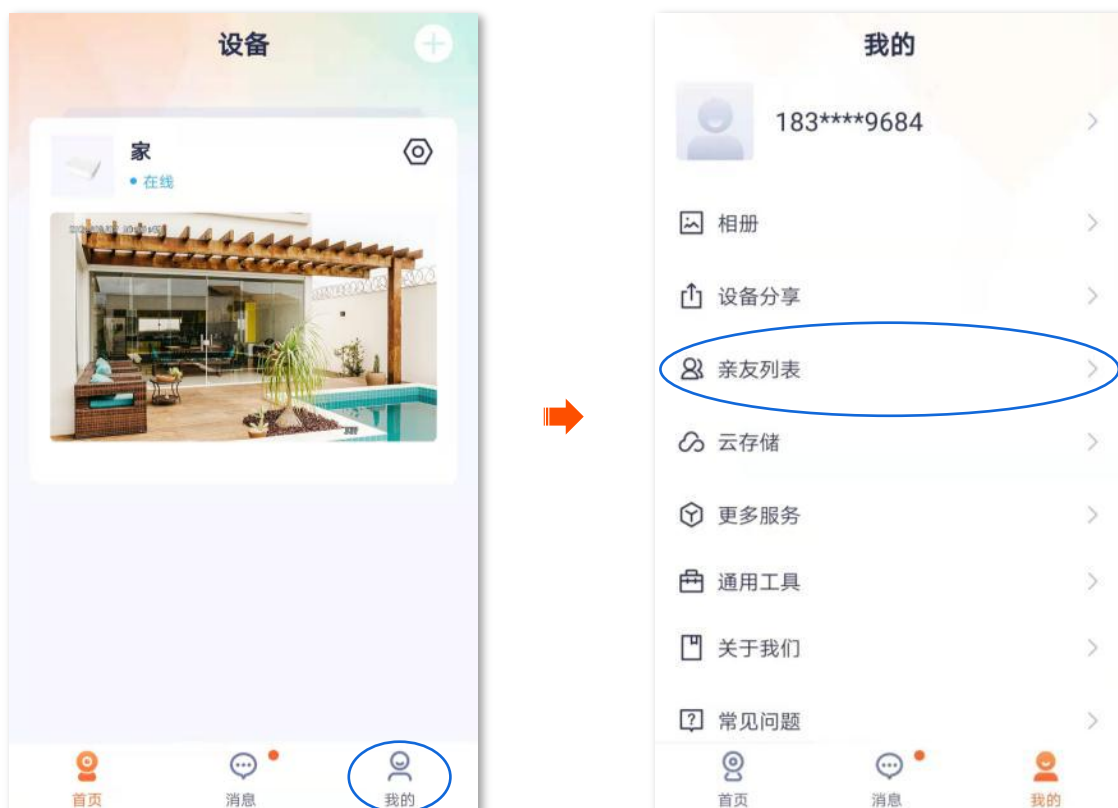 设备
家
在线
首页
消息
我的
我的
183****9684
相册
设备分享
亲友列表
云存储
更多服务
通用工具
关于我们
常见问题
首页
消息
我的